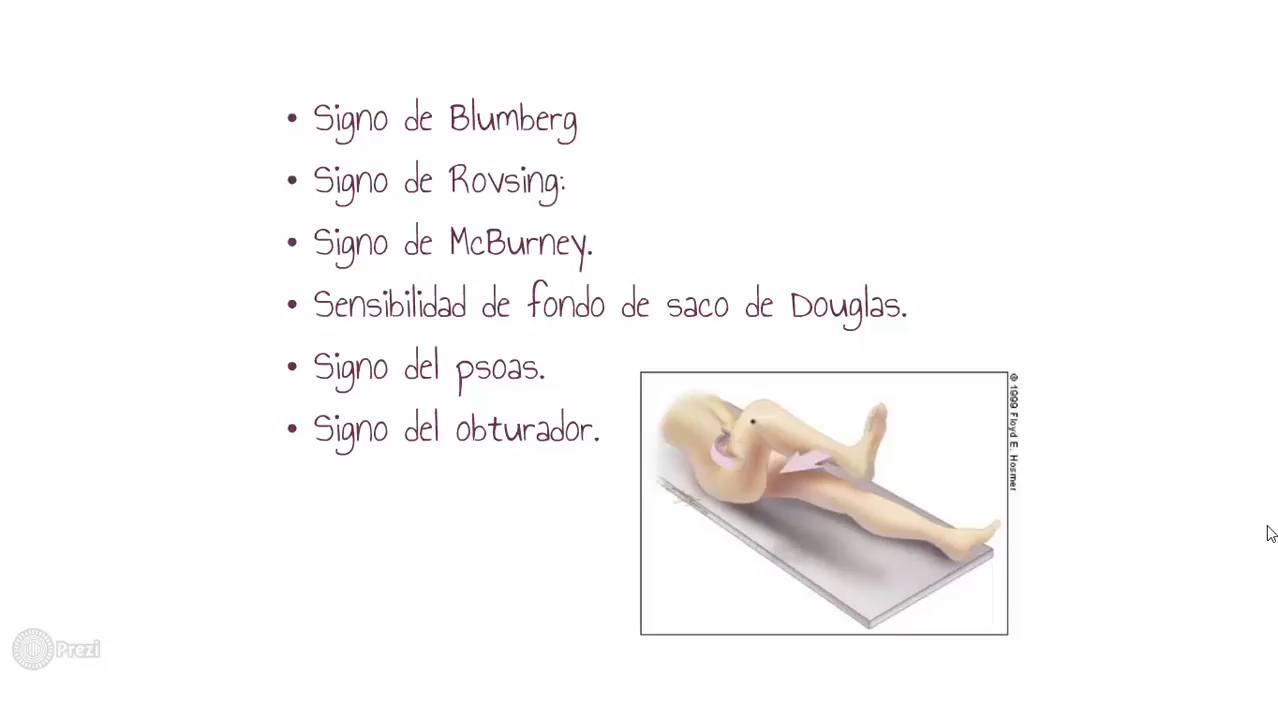 • Signo de Blumberg
• Signo de Rovsing:
• Signo de McBurney.
• Sensibilidad de fondo de saco de Douglas.
• Signo del psoas.
• Signo del obturador.
© 1999 Floyd E. Hosmer
Prezi